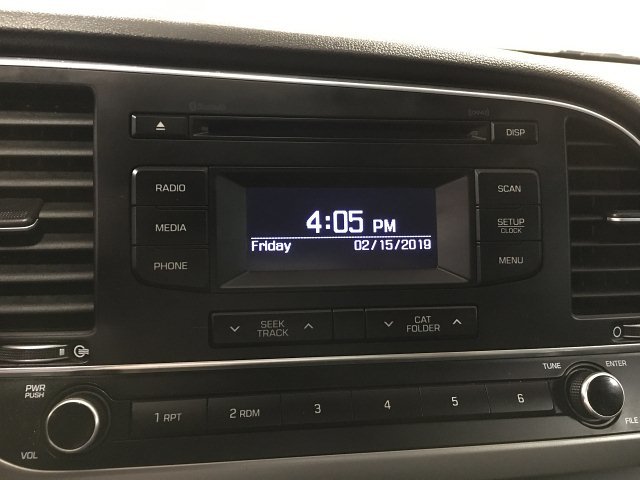 Bluetooth
DISP
RADIO
SCAN
4:05 PM
MEDIA
SETUP
CLOCK
Friday 02/15/2019
PHONE
MENU
SEEK
TRACK
CAT
FOLDER
PWR
PUSH
TUNE
ENTER
1 RPT
2 RDM
3
4
5
6
VOL
FILE